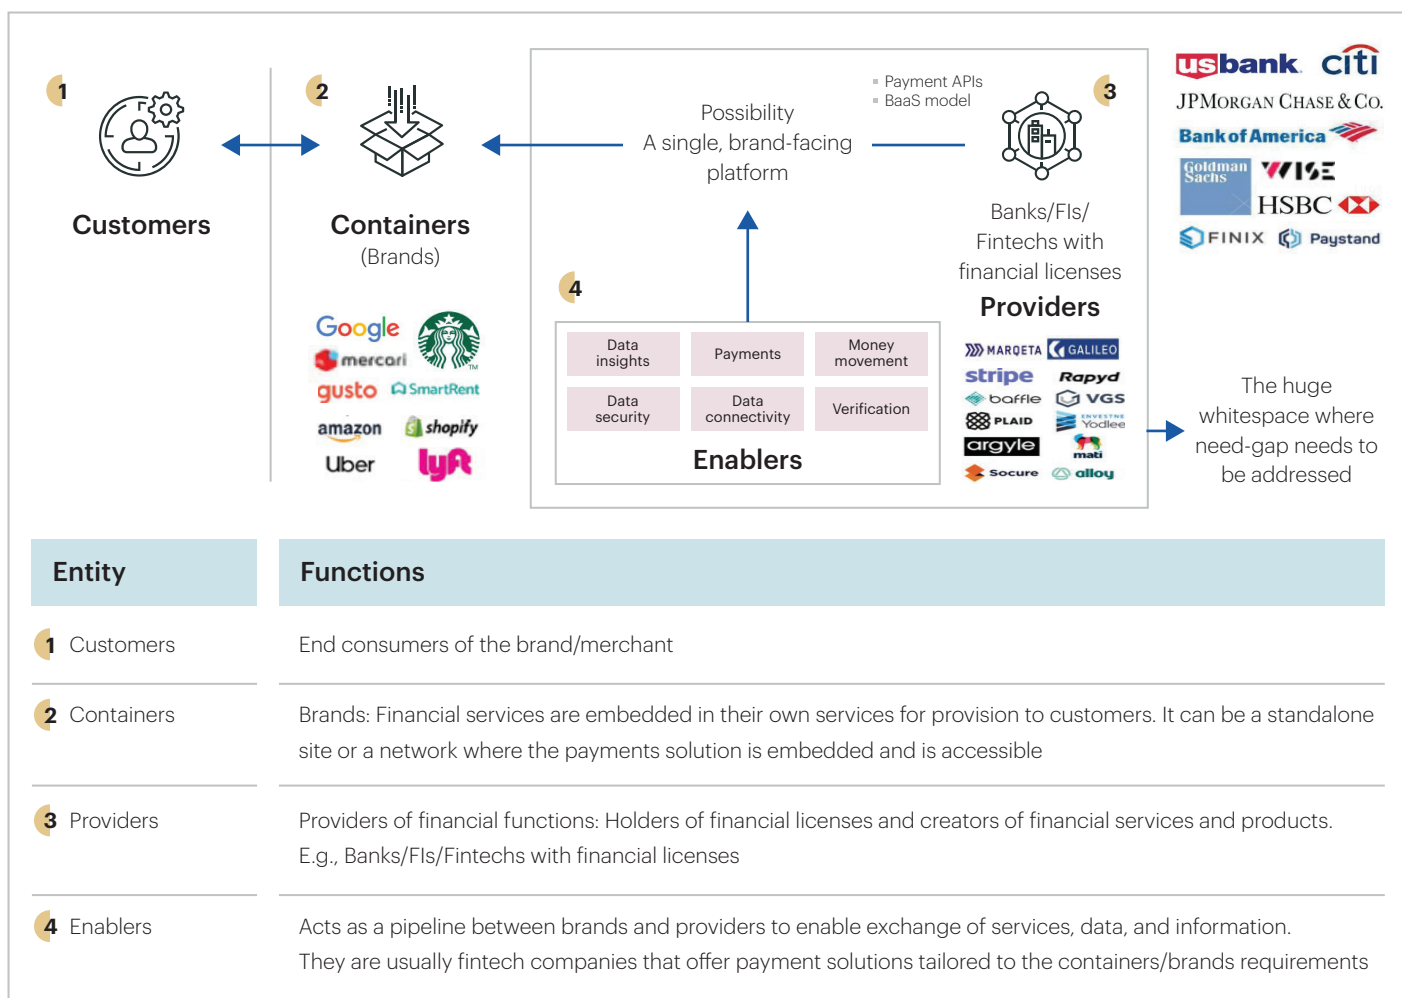 1
Customers
2
Containers
(Brands)
Google
mercari
gusto
SmartRent
amazon
shopify
Uber
lyft
TM
Possibility
A single, brand-facing
platform
Payment APIs
BaaS model
3
Banks/FIs/
Fintechs with
financial licenses
Providers
4
Data
insights
Payments
Money
movement
Data
security
Data
connectivity
Verification
Enablers
MARQETA
GALILEO
stripe
Rapyd
baffle
VGS
PLAID
ENVESTNE
Yodlee
argyle
mati
Socure
alloy
usbank
citi
JPMORGAN CHASE & CO.
Bank of America
Goldman
Sachs
WISE
HSBC
FINIX
Paystand
The huge
whitespace where
need-gap needs to
be addressed
Entity
Functions
1 Customers
End consumers of the brand/merchant
2 Containers
Brands: Financial services are embedded in their own services for provision to customers. It can be a standalone
site or a network where the payments solution is embedded and is accessible
3 Providers
Providers of financial functions: Holders of financial licenses and creators of financial services and products.
E.g., Banks/FIs/Fintechs with financial licenses
4 Enablers
Acts as a pipeline between brands and providers to enable exchange of services, data, and information.
They are usually fintech companies that offer payment solutions tailored to the containers/brands requirements